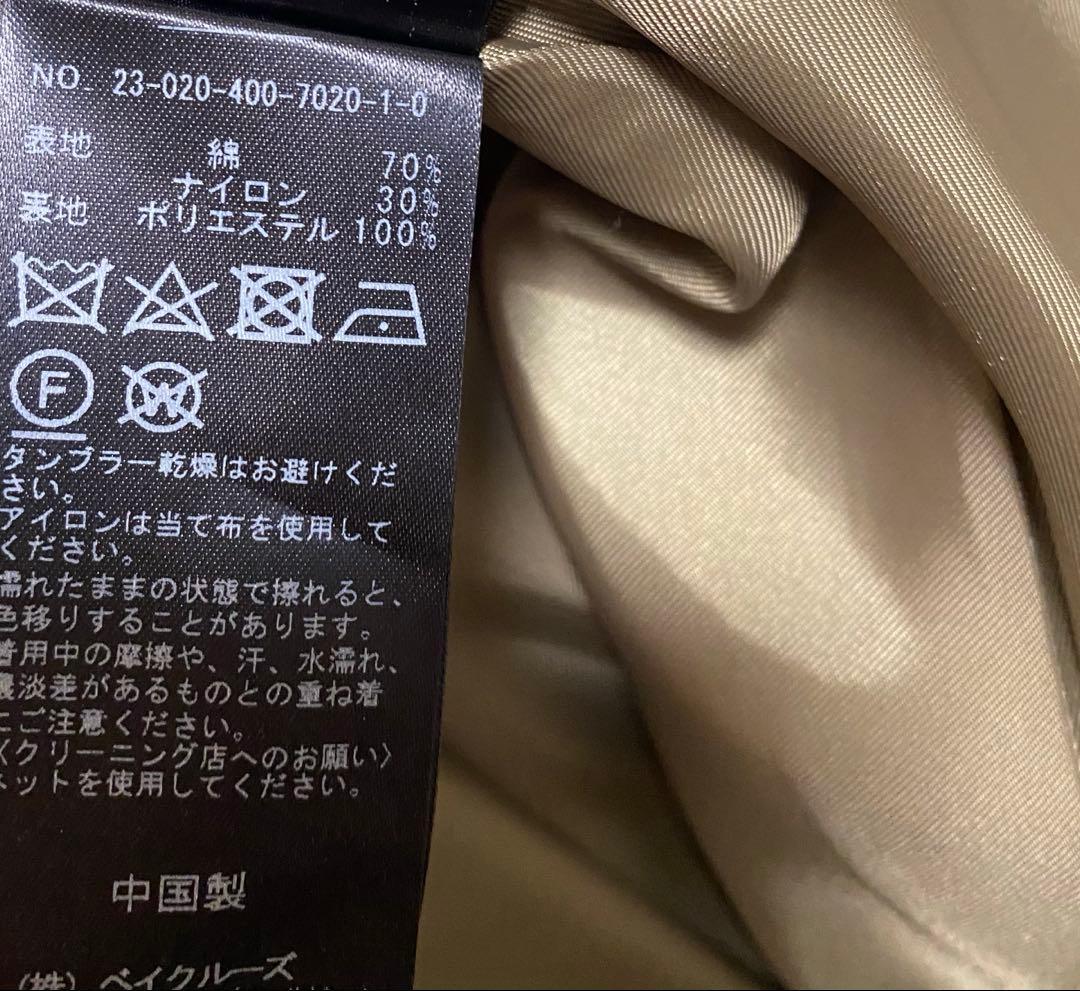 NO. 23-020-400-7020-1-0
表地 綿 70%
ナイロン 30%
表地 ポリエステル 100%
F
W
タンブラー乾燥はお避けくだ
さい。
アイロンは当て布を使用して
ください。
濡れたままの状態で擦れると、
色移りすることがあります。
着用中の摩擦や、汗、水濡れ、
濃淡差があるものとの重ね着
にご注意ください。
〈クリーニング店へのお願い〉
ネットを使用してください。
中国製
(株) ベイクルーズ